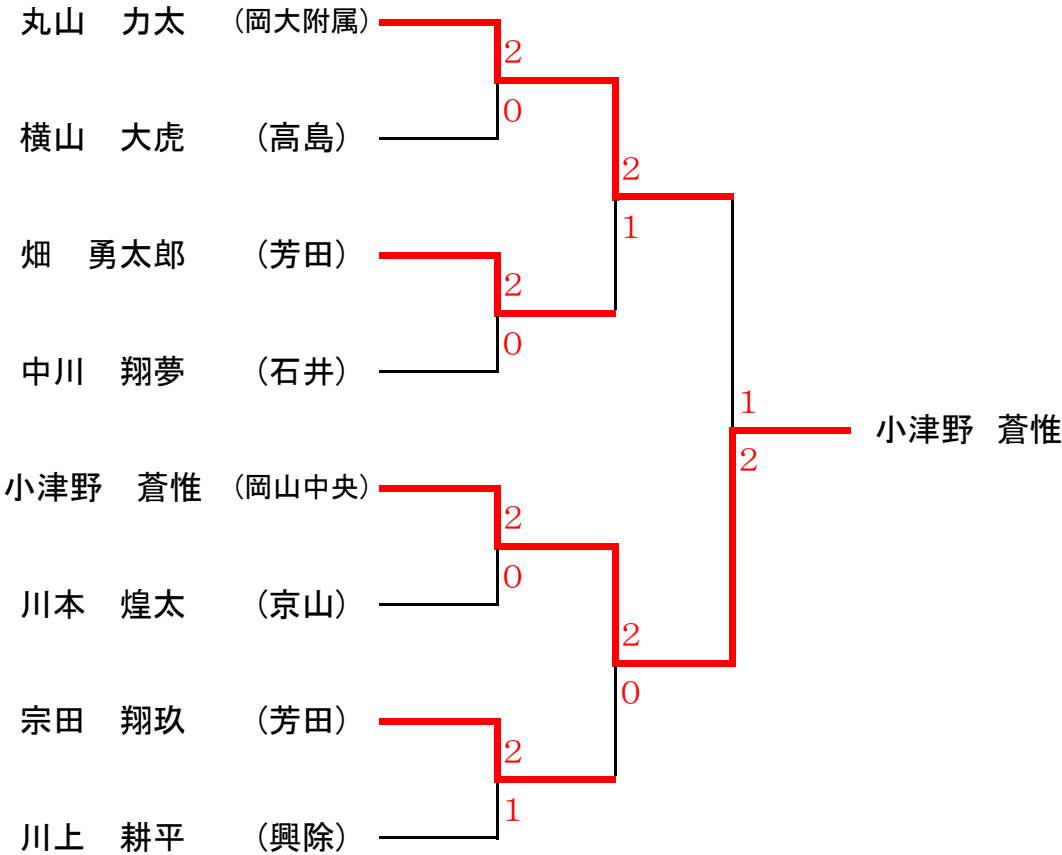 丸山　力太　（岡大附属）
2
0
横山　大虎　（高島）
2
1
畑　勇太郎　（芳田）
2
0
中川　翔夢　（石井）
1
2
小津野　蒼惟
小津野　蒼惟　（岡山中央）
2
0
川本　煌太　（京山）
2
0
宗田　翔玖　（芳田）
2
1
川上　耕平　（興除）